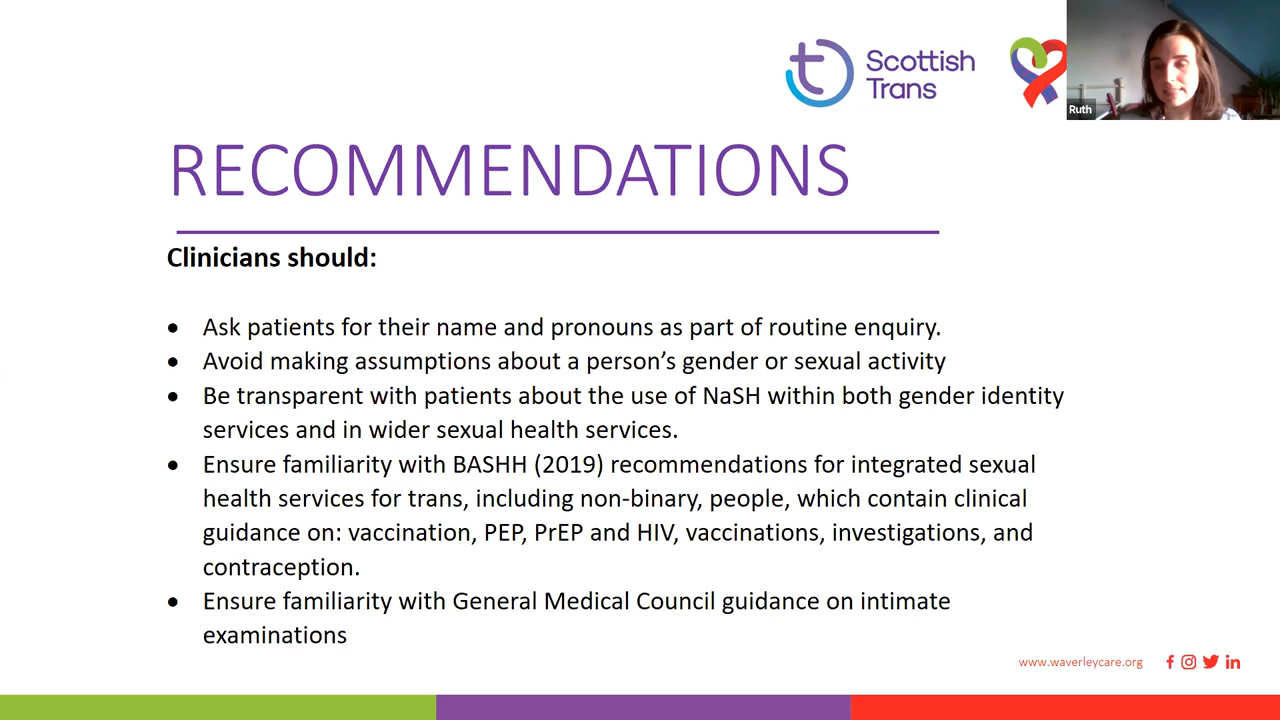 Scottish
Trans
Ruth
RECOMMENDATIONS
Clinicians should:
• Ask patients for their name and pronouns as part of routine enquiry.
• Avoid making assumptions about a person's gender or sexual activity
• Be transparent with patients about the use of NaSH within both gender identity
services and in wider sexual health services.
• Ensure familiarity with BASHH (2019) recommendations for integrated sexual
health services for trans, including non-binary, people, which contain clinical
guidance on: vaccination, PEP, PrEP and HIV, vaccinations, investigations, and
contraception.
• Ensure familiarity with General Medical Council guidance on intimate
examinations
www.waverleycare.org